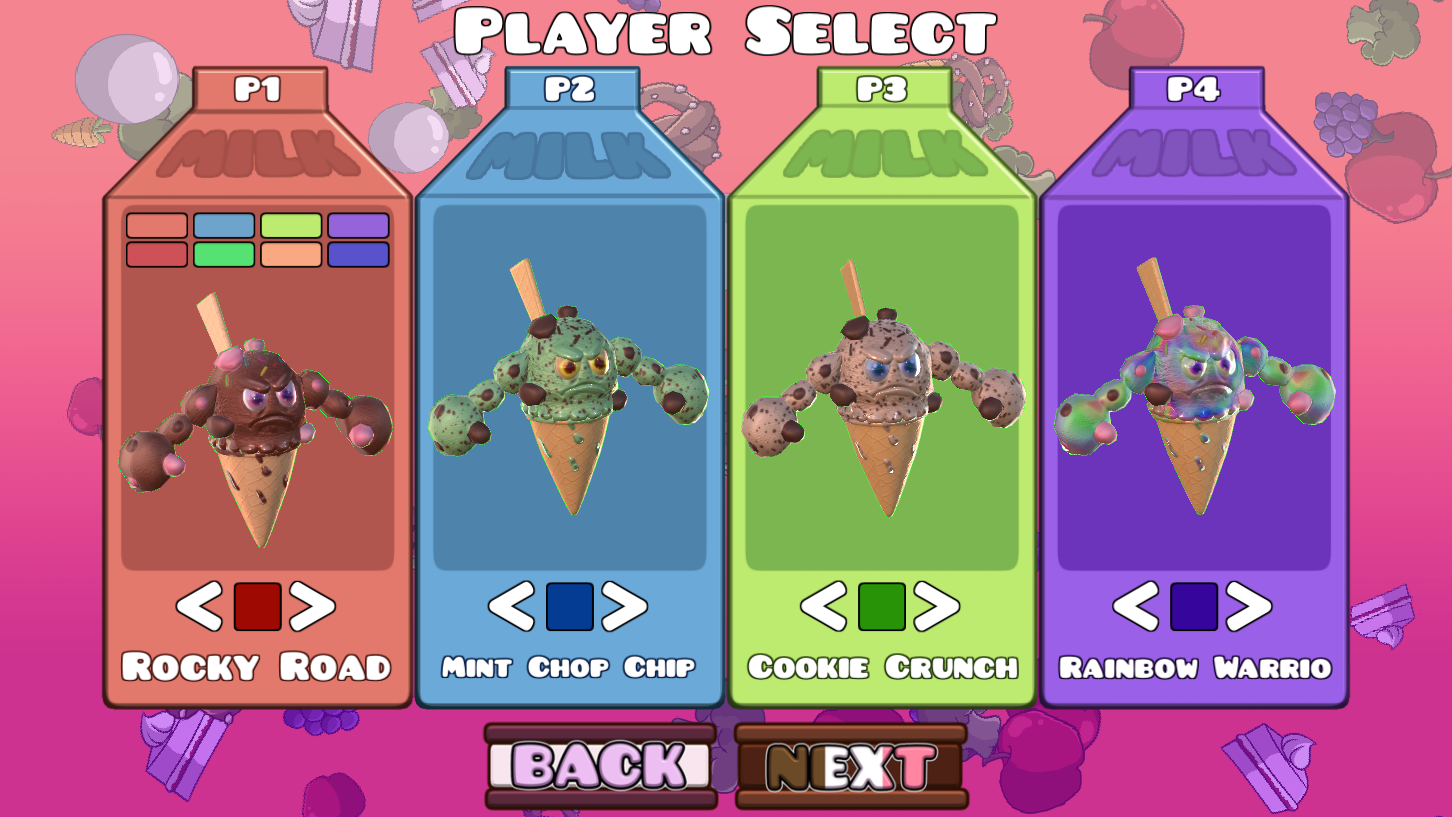 PLAYER SELECT
P1 P2 P3 P4
MILK MILK MILK MILK
ROCKY ROAD MINT CHOP CHIP COOKIE CRUNCH RAINBOW WARRIO
BACK NEXT